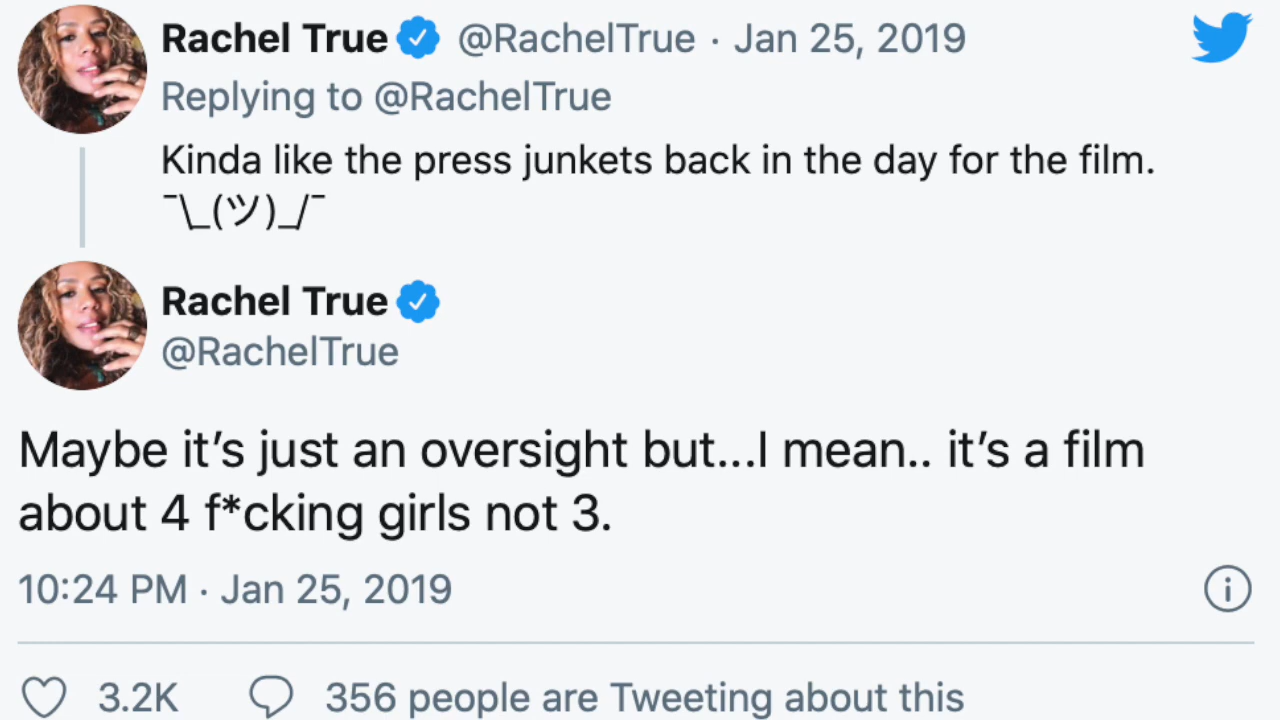 Rachel True @RachelTrue · Jan 25, 2019
Replying to @RachelTrue
Kinda like the press junkets back in the day for the film.
¯\_(ツ)_/¯
Rachel True
@RachelTrue
Maybe it’s just an oversight but...I mean.. it’s a film
about 4 f*cking girls not 3.
10:24 PM · Jan 25, 2019
3.2K 356 people are Tweeting about this